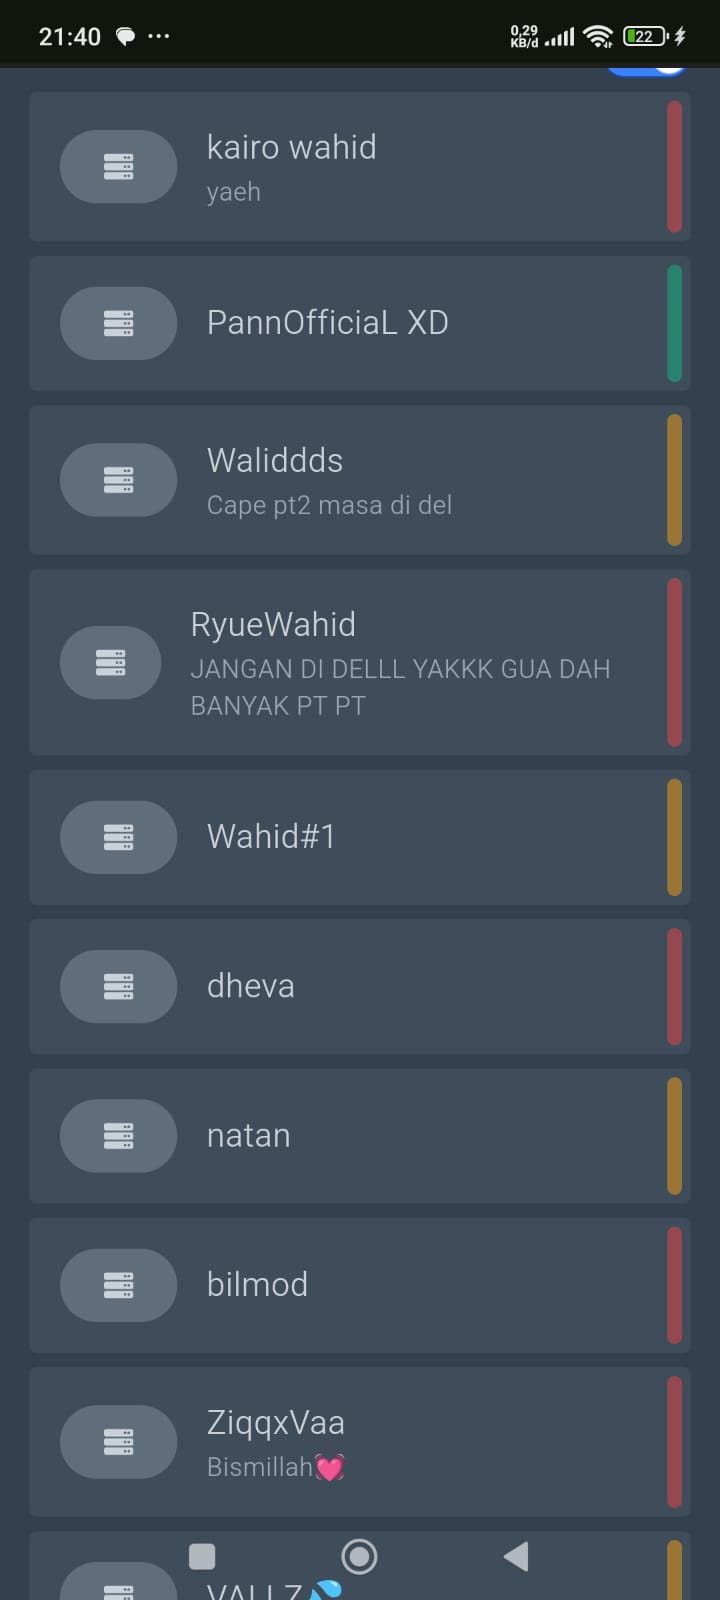 21:40
0,29
KB/d
22
kairo wahid
yaeh
PannOfficiaL XD
Waliddds
Cape pt2 masa di del
RyueWahid
JANGAN DI DELLL YAKKK GUA DAH
BANYAK PT PT
Wahid#1
dheva
natan
bilmod
ZiqqxVaa
Bismillah💓